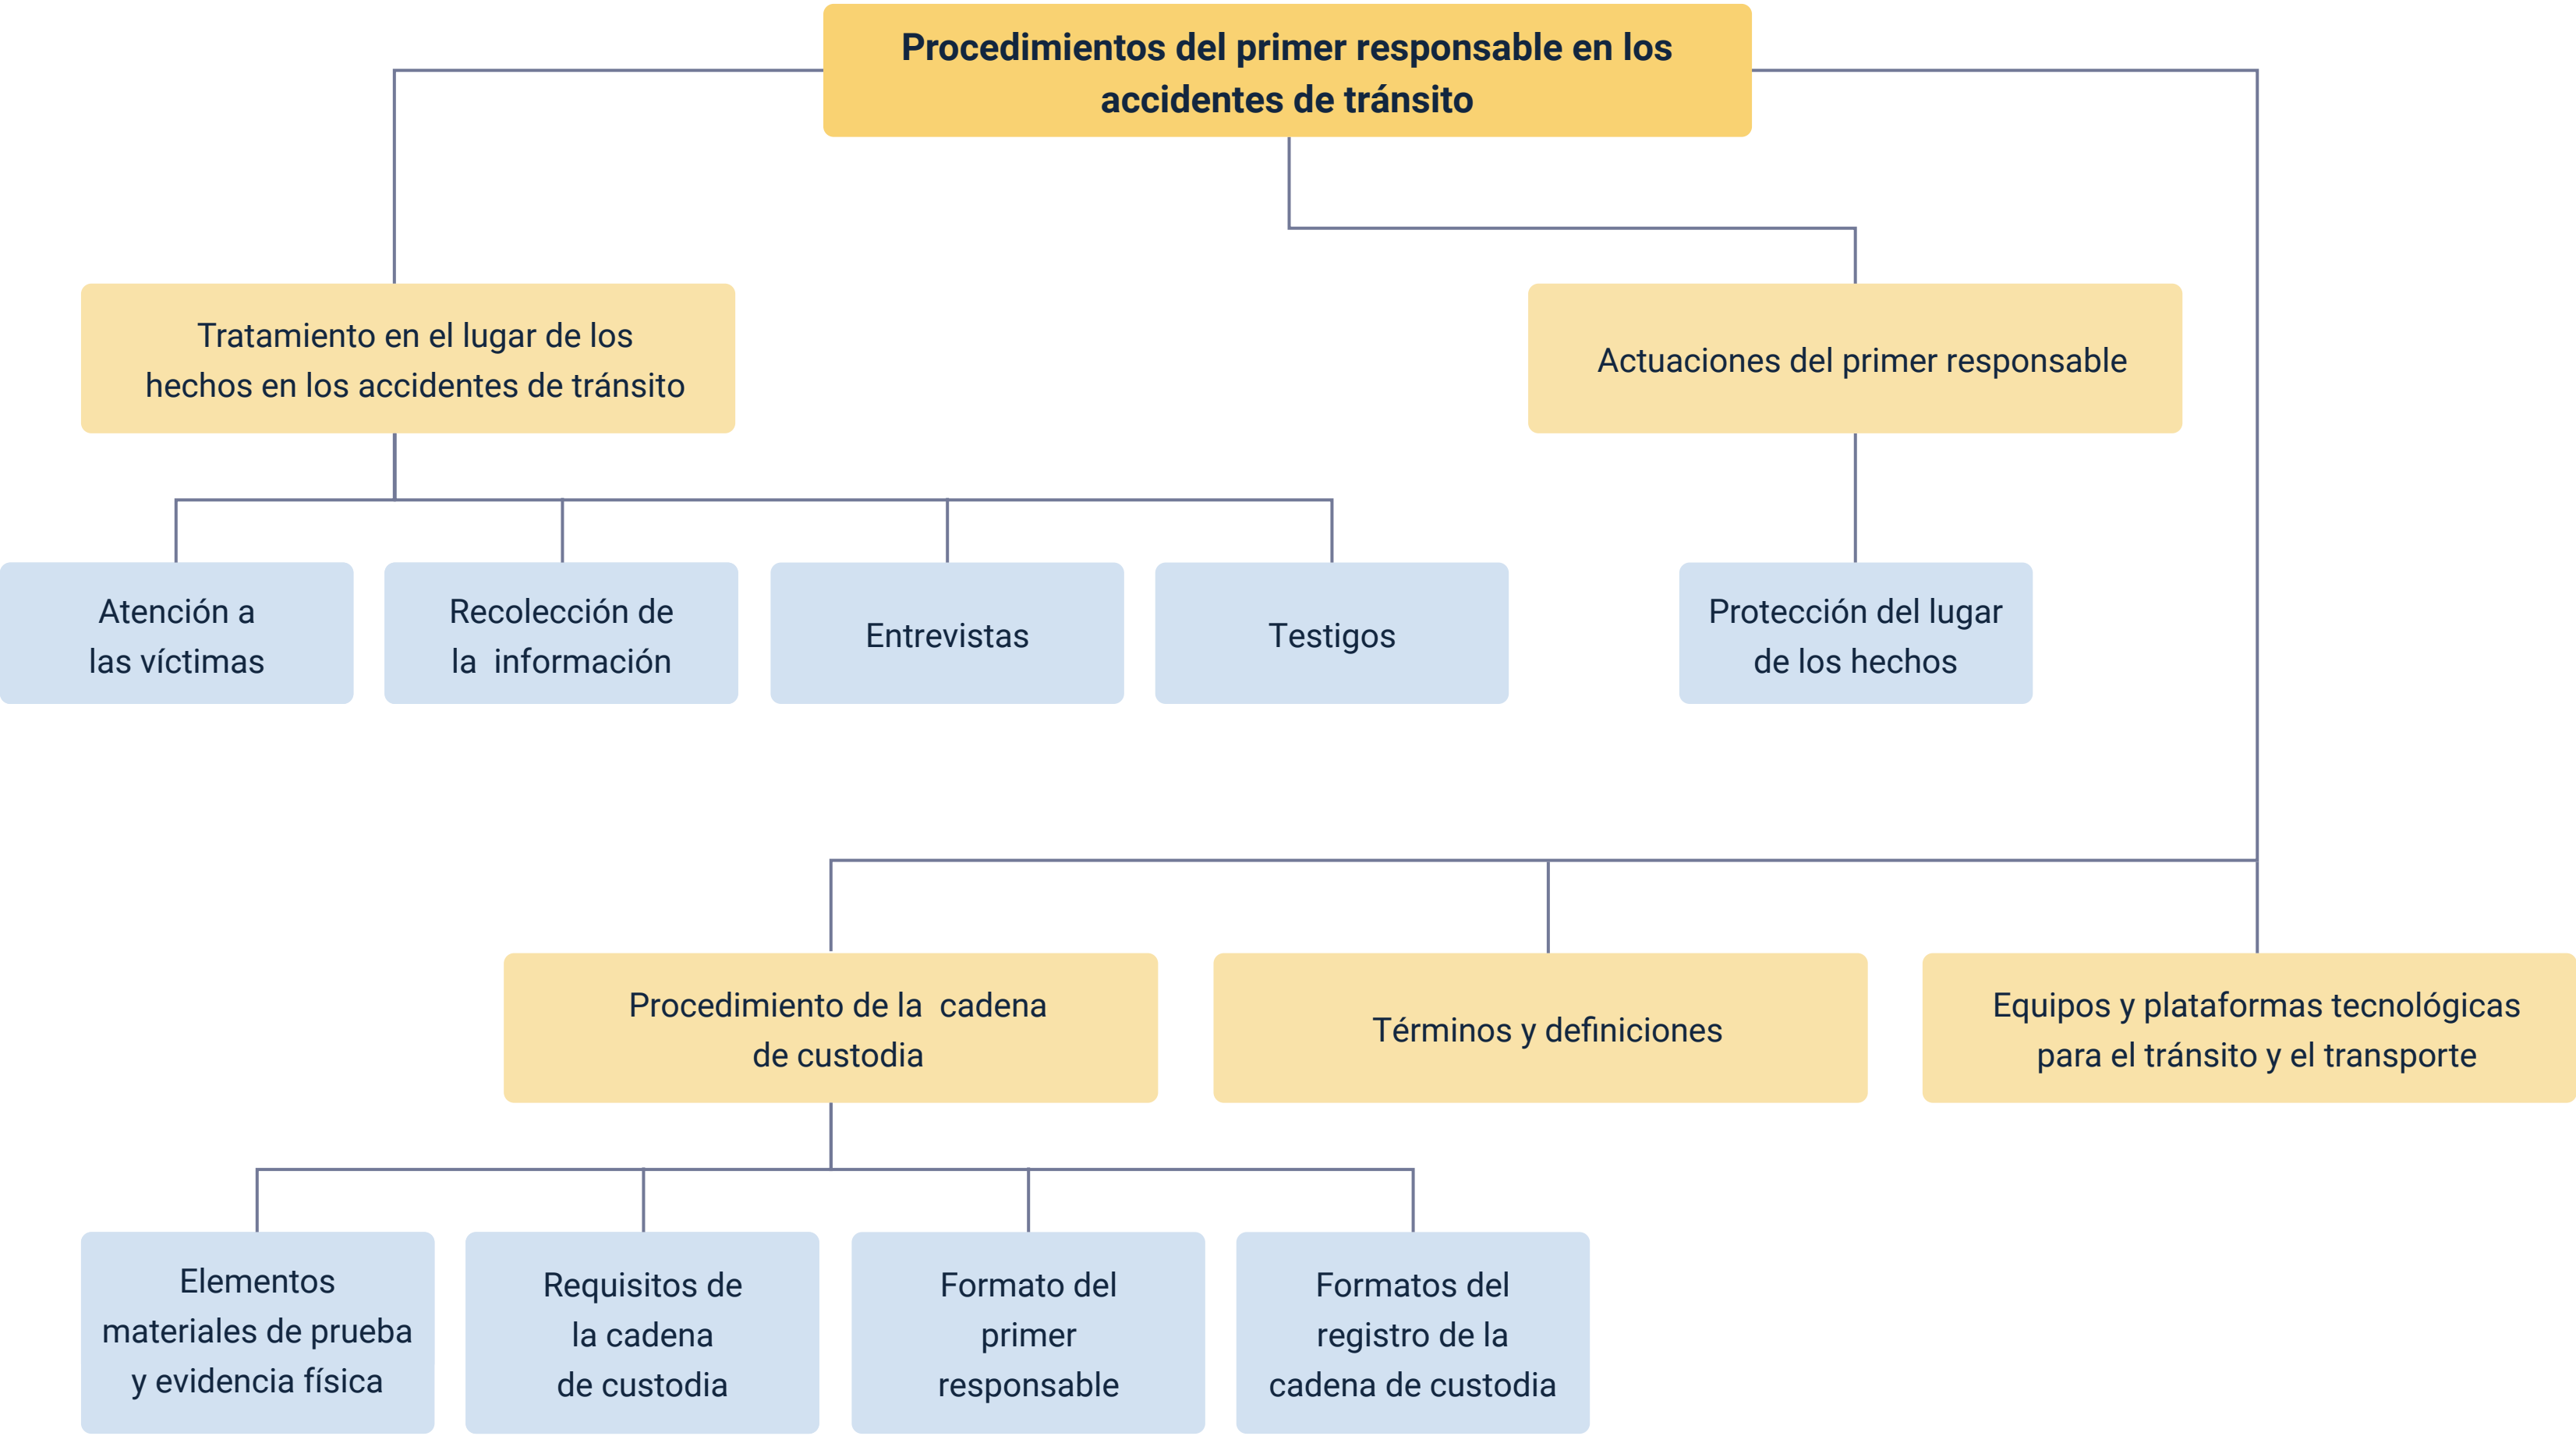 Procedimientos del primer responsable en los
accidentes de tránsito
Tratamiento en el lugar de los
hechos en los accidentes de tránsito
Actuaciones del primer responsable
Atención a
las víctimas
Recolección de
la  información
Entrevistas
Testigos
Protección del lugar
de los hechos
Procedimiento de la  cadena
de custodia
Términos y definiciones
Equipos y plataformas tecnológicas
para el tránsito y el transporte
Elementos
materiales de prueba
y evidencia física
Requisitos de
la cadena
de custodia
Formato del
primer
responsable
Formatos del
registro de la
cadena de custodia